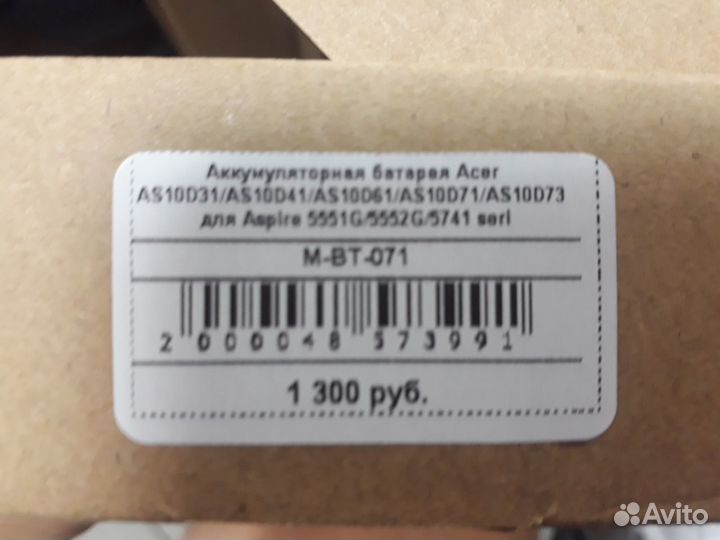 Аккумуляторная батарея Acer
AS10D31/AS10D41/AS10D61/AS10D71/AS10D73
для Aspire 5551G/5552G/5741 seri
M-BT-071
2 000048 573991
1 300 руб.
Avito